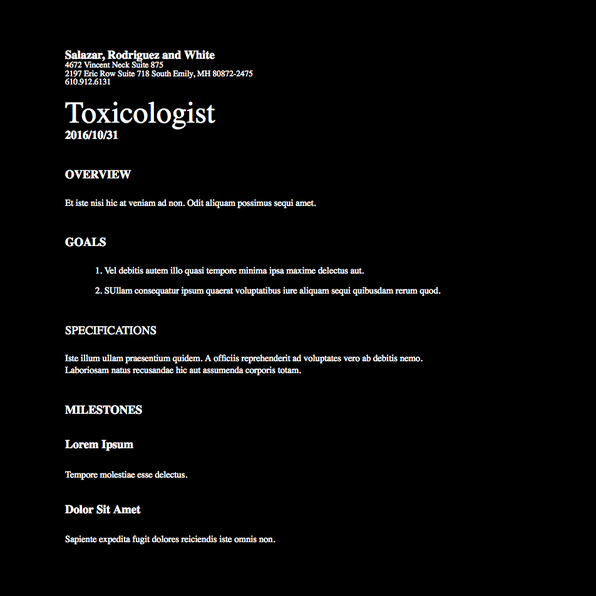 Salazar, Rodriguez and White
4672 Vincent Neck Suite 875
2197 Eric Row Suite 718 South Emily, MH 80872-2475
610.912.6131
Toxicologist
2016/10/31
OVERVIEW
Et iste nisi hic at veniam ad non. Odit aliquam possimus sequi amet.
GOALS
1. Vel debitis autem illo quasi tempore minima ipsa maxime delectus aut.
2. SUllam consequatur ipsum quaerat voluptatibus iure aliquam sequi quibusdam rerum quod.
SPECIFICATIONS
Iste illum ullam praesentium quidem. A officiis reprehenderit ad voluptates vero ab debitis nemo.
Laboriosam natus recusandae hic aut assumenda corporis totam.
MILESTONES
Lorem Ipsum
Tempore molestiae esse delectus.
Dolor Sit Amet
Sapiente expedita fugit dolores reiciendis iste omnis non.